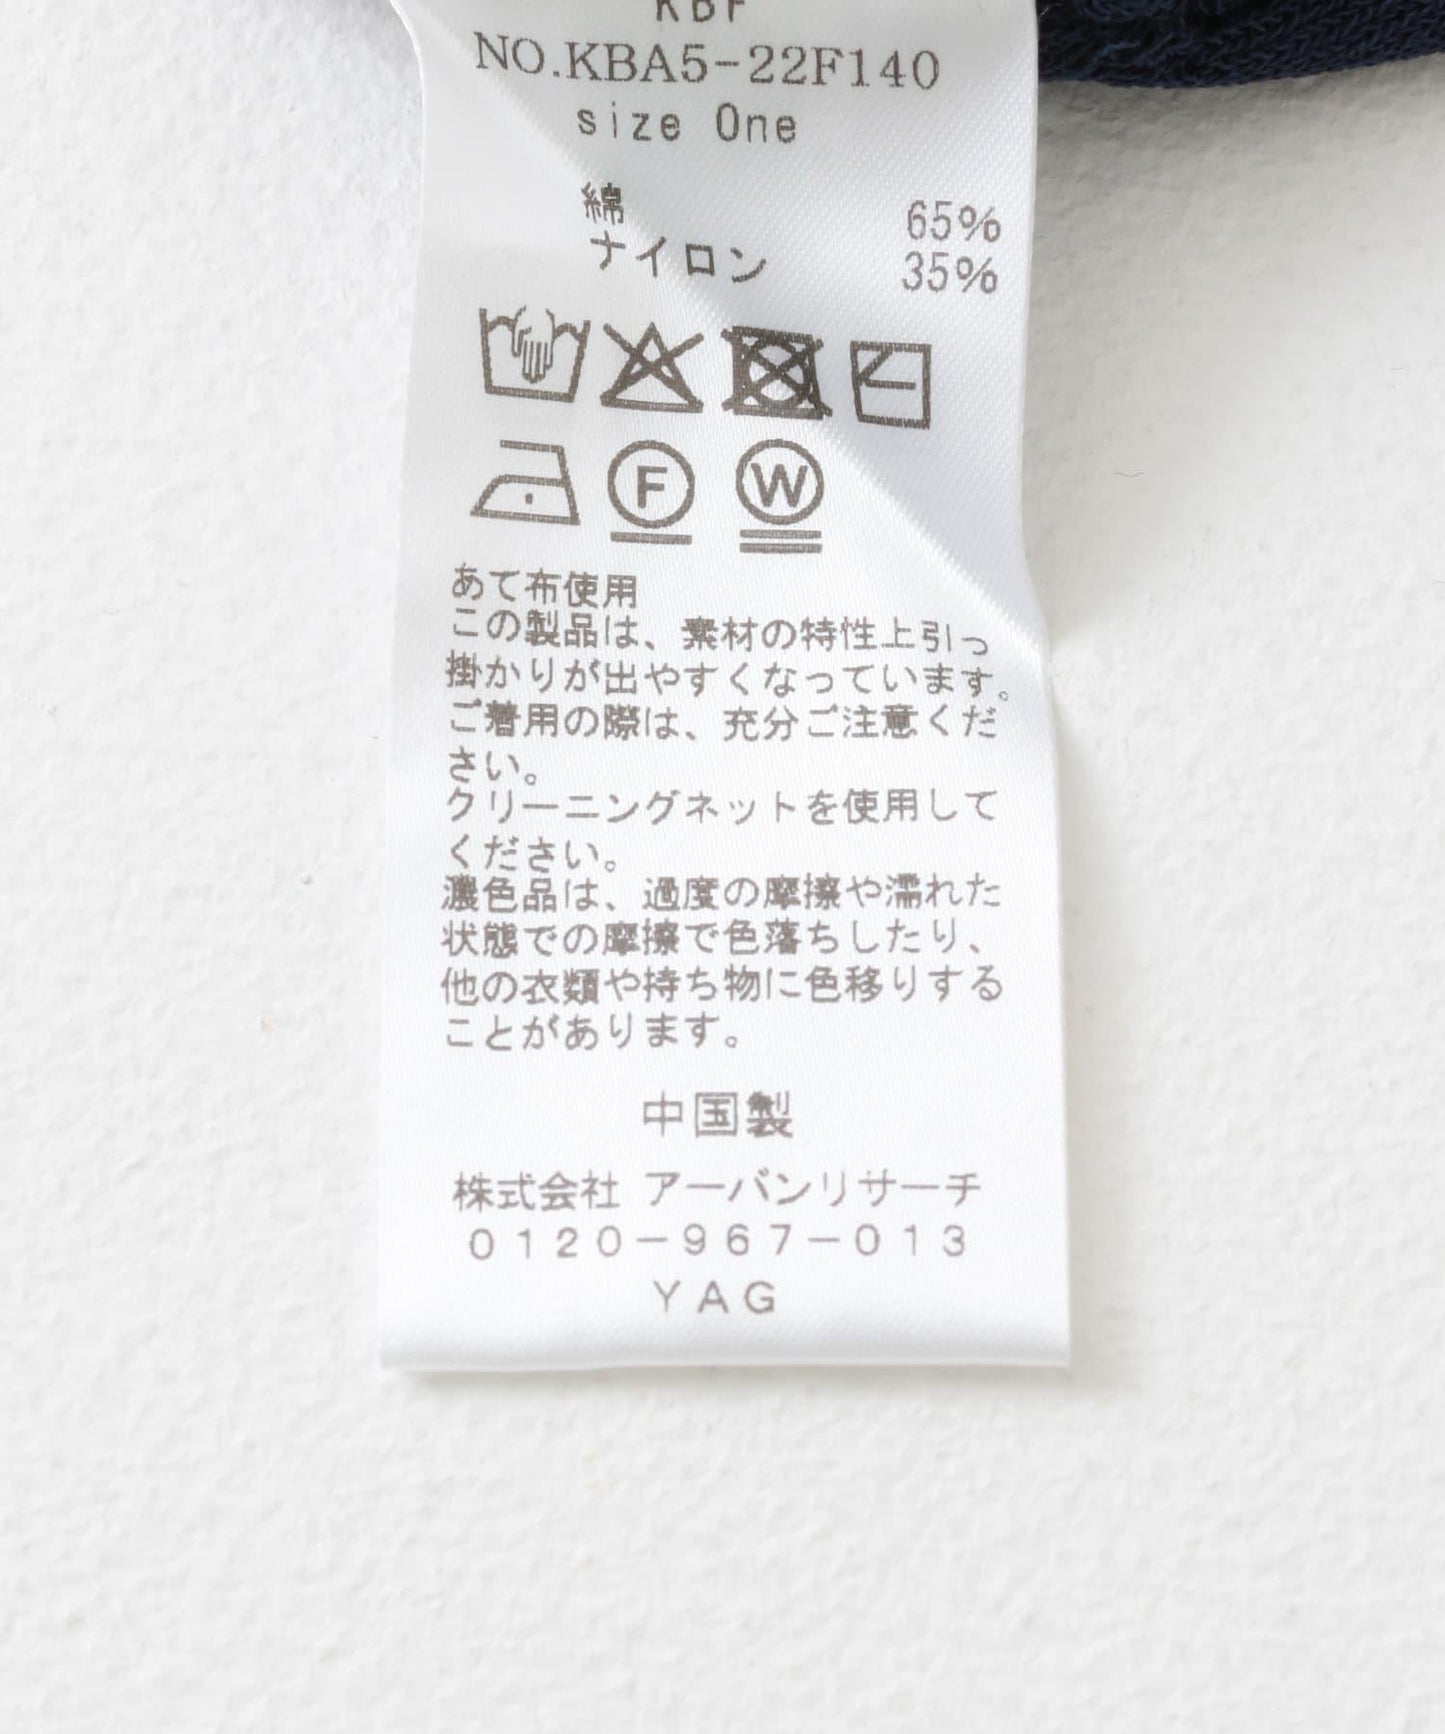 KBF
NO.KBA5-22F140
size One
綿 65%
ナイロン 35%
F W
あて布使用
この製品は、素材の特性上引っ
掛かりが出やすくなっています。
ご着用の際は、充分ご注意くだ
さい。
クリーニングネットを使用して
ください。
濃色品は、過度の摩擦や濡れた
状態での摩擦で色落ちしたり、
他の衣類や持ち物に色移りする
ことがあります。
中国製
株式会社 アーバンリサーチ
0120-967-013
YAG